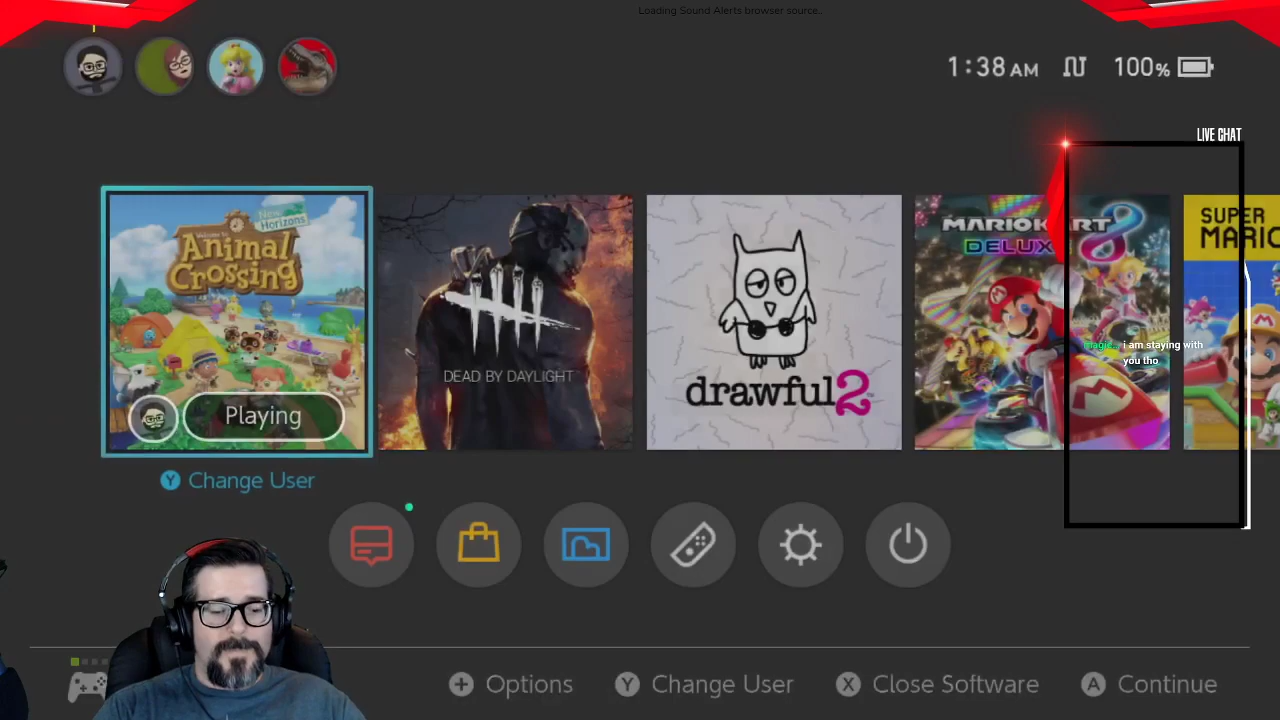 Loading Sound Alerts browser source..
1:38 AM 100%
LIVE CHAT
New Horizons
Welcome to
Animal
Crossing
Playing
DEAD BY DAYLIGHT
drawful 2
MARIO KART 8
DELUX
SUPER
MARIO
magic.. i am staying with
you tho
Y Change User
+ Options Y Change User X Close Software A Continue